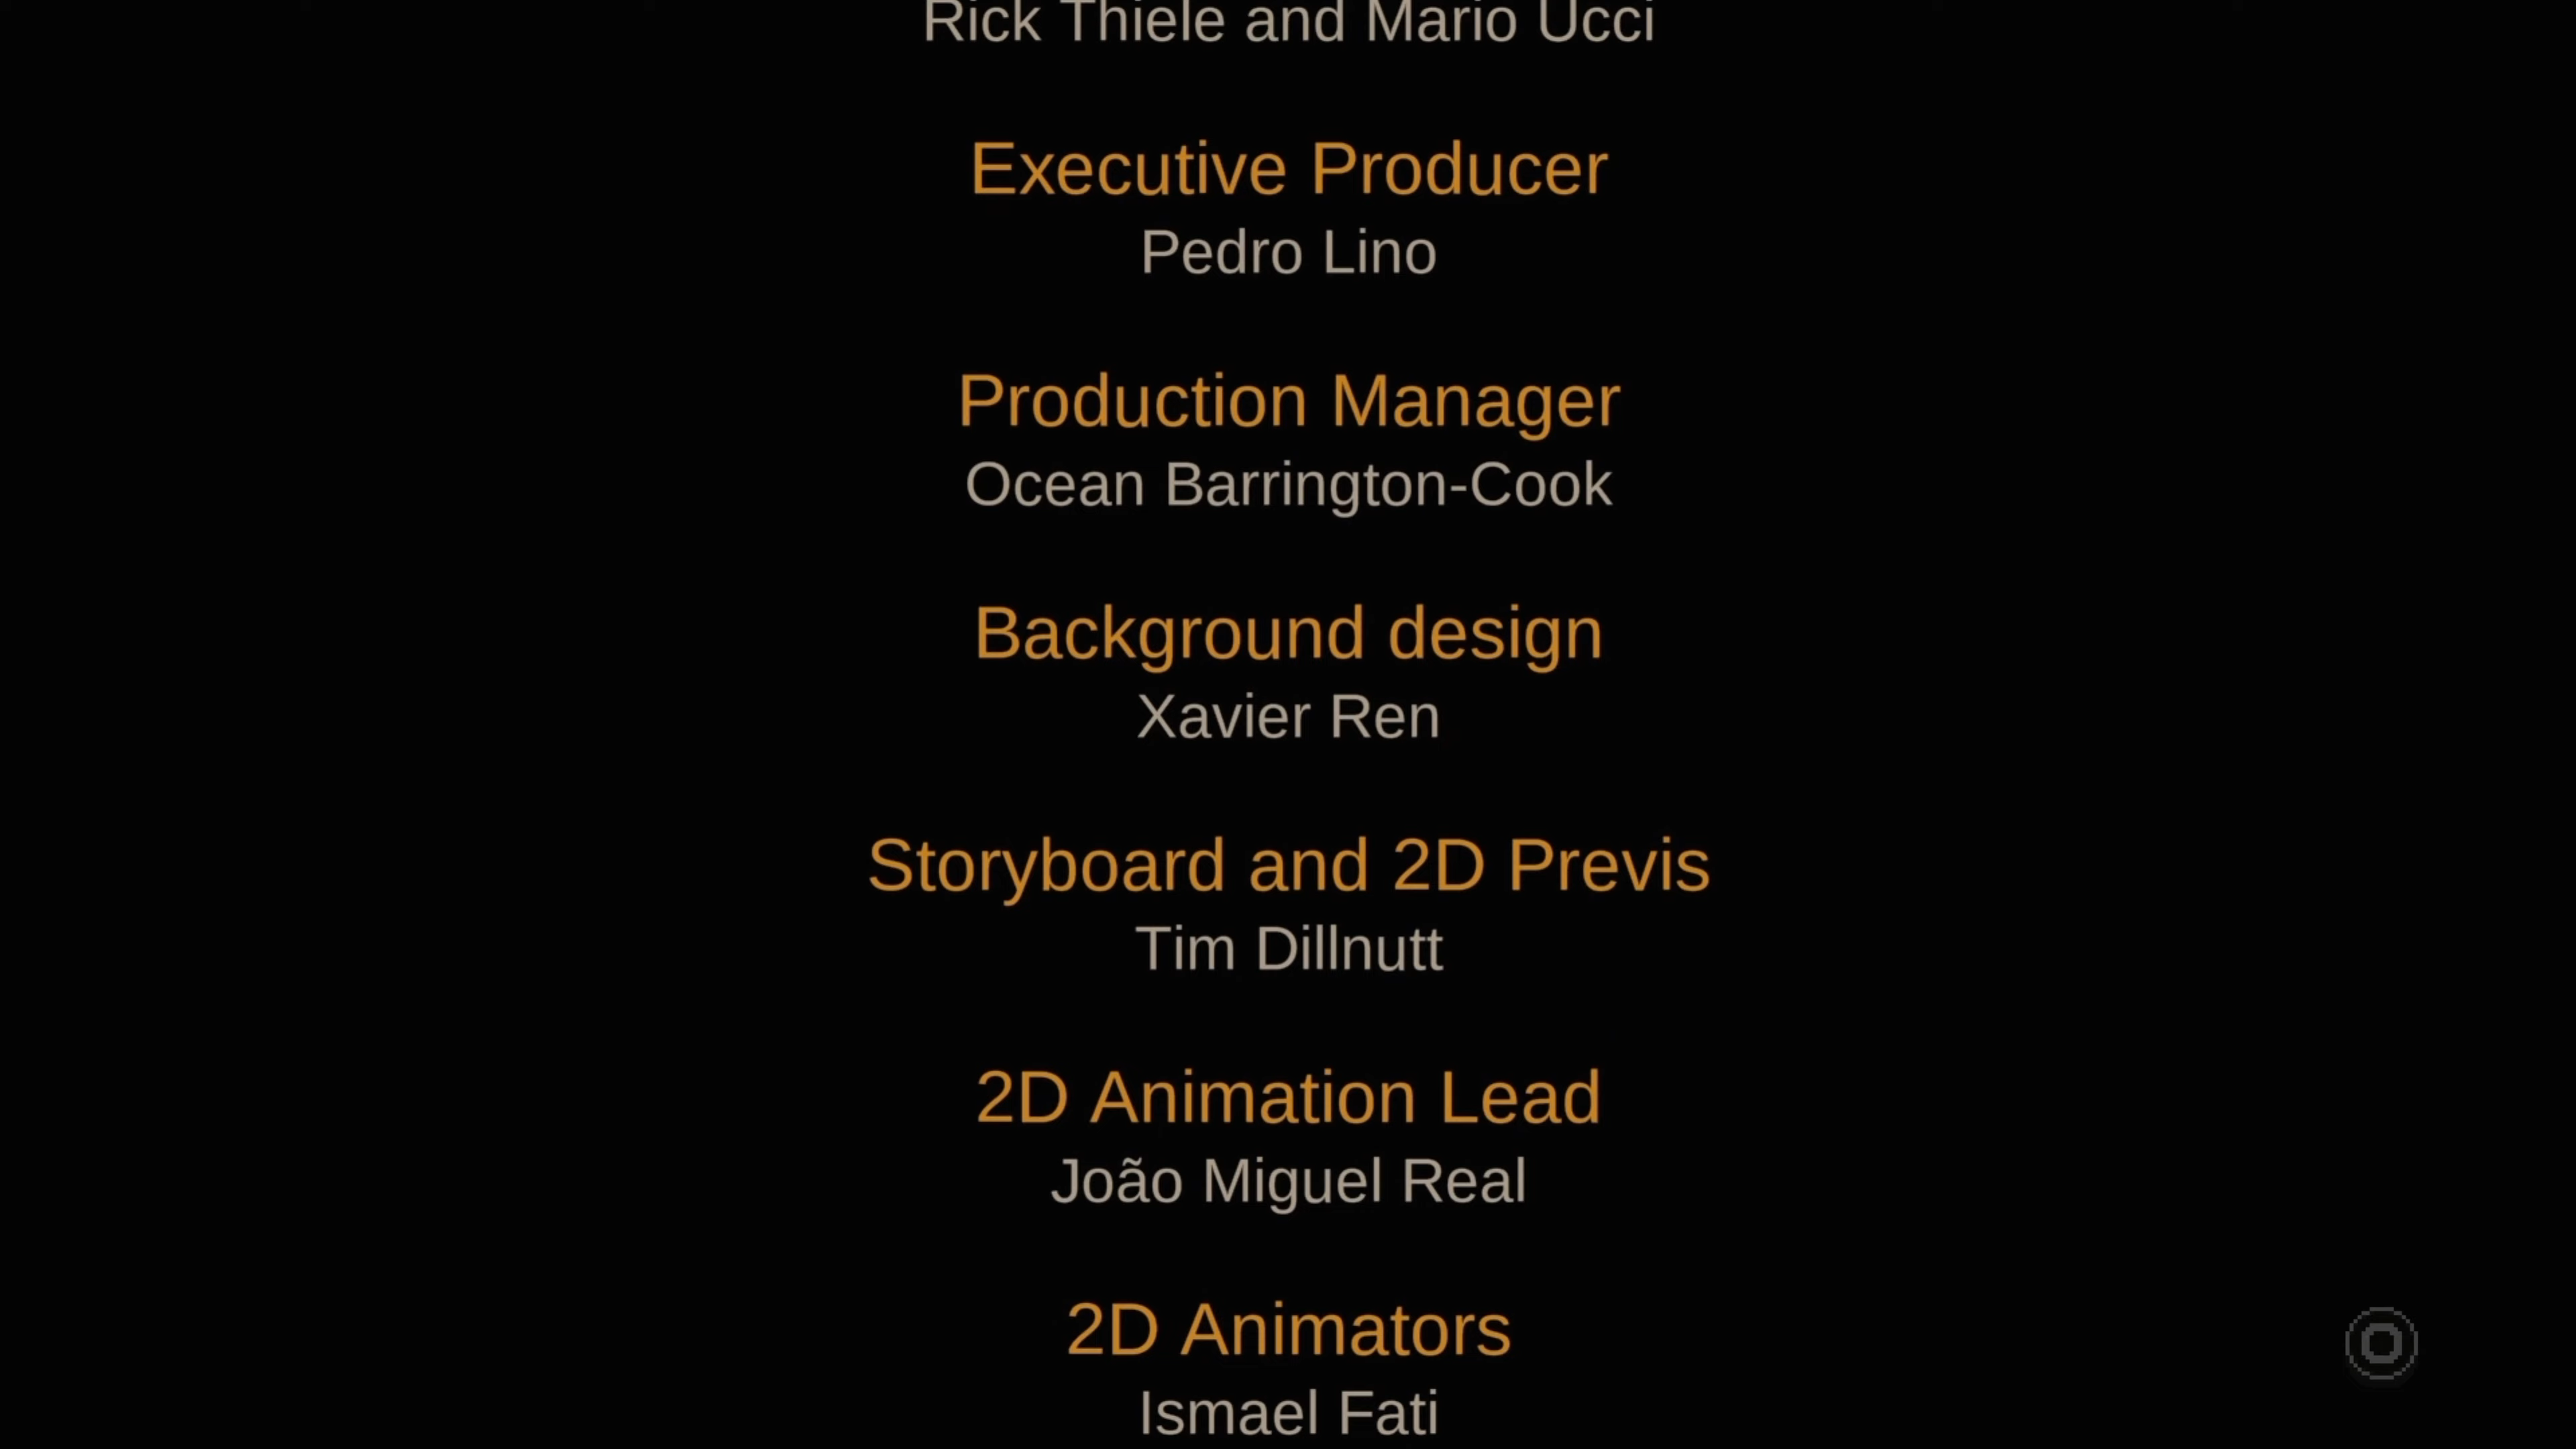 Rick Thiele and Mario Ucci
Executive Producer
Pedro Lino
Production Manager
Ocean Barrington-Cook
Background design
Xavier Ren
Storyboard and 2D Previs
Tim Dillnutt
2D Animation Lead
João Miguel Real
2D Animators
Ismael Fati